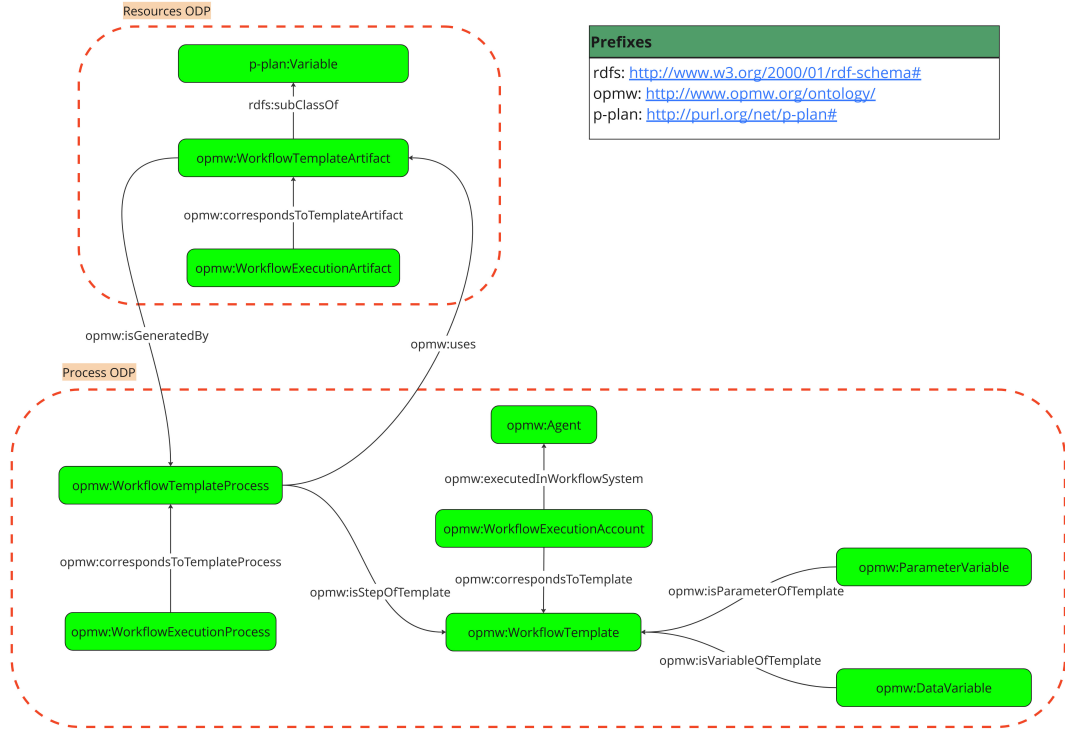 Resources ODP
Prefixes
rdfs: http://www.w3.org/2000/01/rdf-schema#
opmw: http://www.opmw.org/ontology/
p-plan: http://purl.org/net/p-plan#
p-plan:Variable
rdfs:subClassOf
opmw:WorkflowTemplateArtifact
opmw:correspondsToTemplateArtifact
opmw:WorkflowExecutionArtifact
opmw:isGeneratedBy
opmw:uses
Process ODP
opmw:Agent
opmw:executedInWorkflowSystem
opmw:WorkflowTemplateProcess
opmw:WorkflowExecutionAccount
opmw:correspondsToTemplateProcess
opmw:correspondsToTemplate
opmw:ParameterVariable
opmw:isStepOfTemplate
opmw:isParameterOfTemplate
opmw:WorkflowExecutionProcess
opmw:WorkflowTemplate
opmw:isVariableOfTemplate
opmw:DataVariable